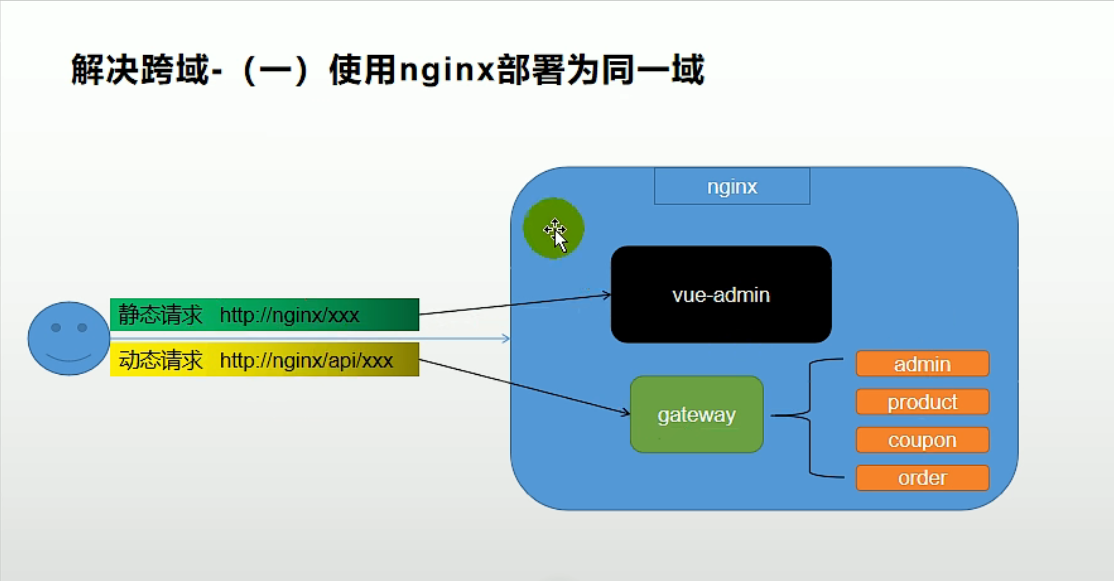 解决跨域-（一）使用nginx部署为同一域
nginx
静态请求 http://nginx/xxx
动态请求 http://nginx/api/xxx
vue-admin
gateway
admin
product
coupon
order